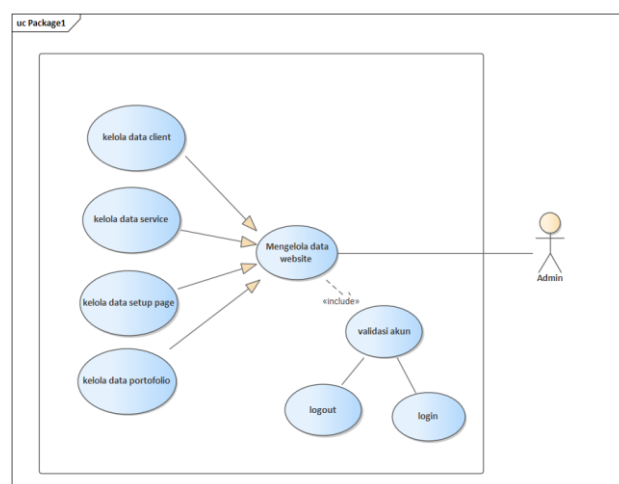 uc Package1
kelola data client
kelola data service
Mengelola data
website
Admin
kelola data setup page
«include»
validasi akun
kelola data portofolio
logout
login